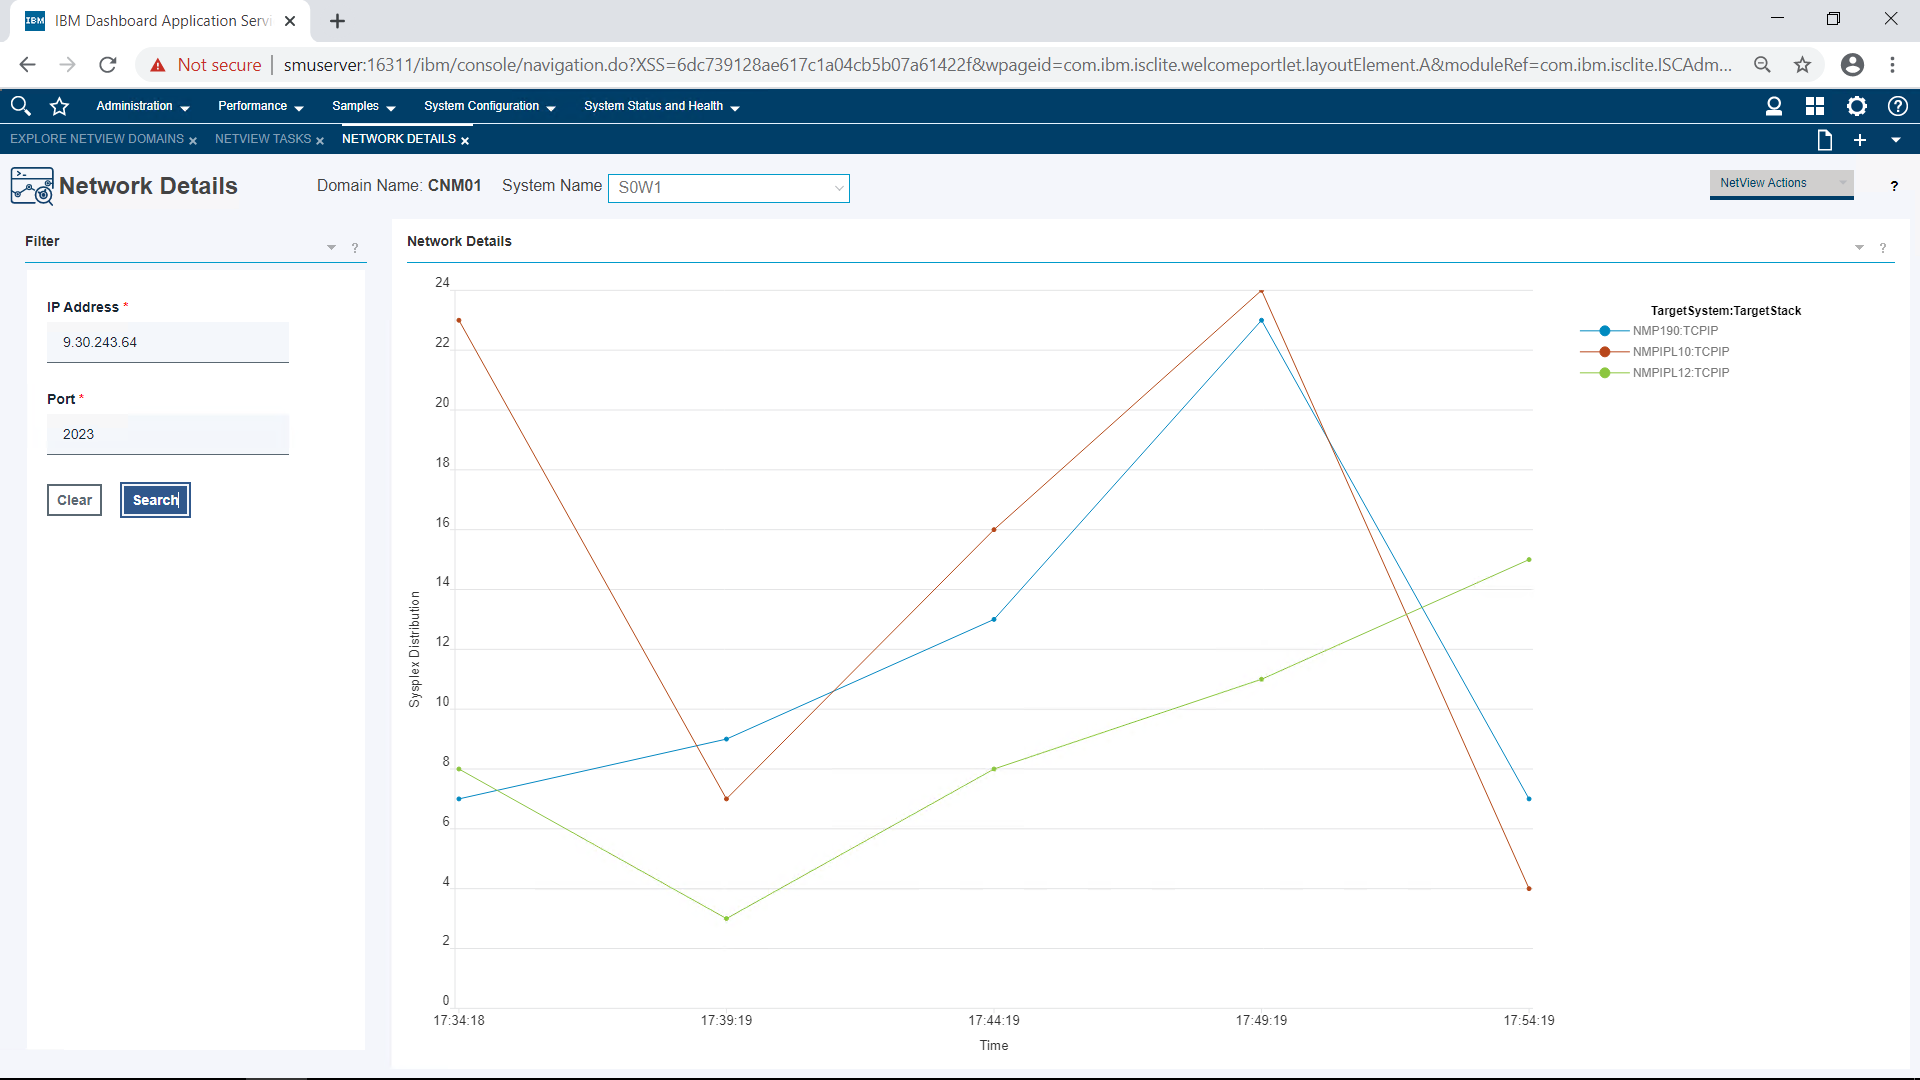 IBM Dashboard Application Servi
Not secure
smuserver:16311/ibm/console/navigation.do?XSS=6dc739128ae617c1a04cb5b07a61422f&wpageid=com.ibm.isclite.welcomeportlet.layoutElement.A&moduleRef=com.ibm.isclite.ISCAdm...
Administration Performance Samples System Configuration System Status and Health
EXPLORE NETVIEW DOMAINS NETVIEW TASKS NETWORK DETAILS
Network Details Domain Name: CNM01 System Name S0W1 NetView Actions ?
Filter ?
IP Address *
9.30.243.64
Port *
2023
Clear Search
Network Details ?
24
22
20
18
16
14
12
10
8
6
4
2
0
Sysplex Distribution
17:34:18 17:39:19 17:44:19 17:49:19 17:54:19
Time
TargetSystem:TargetStack
NMP190:TCPIP
NMPIPL10:TCPIP
NMPIPL12:TCPIP